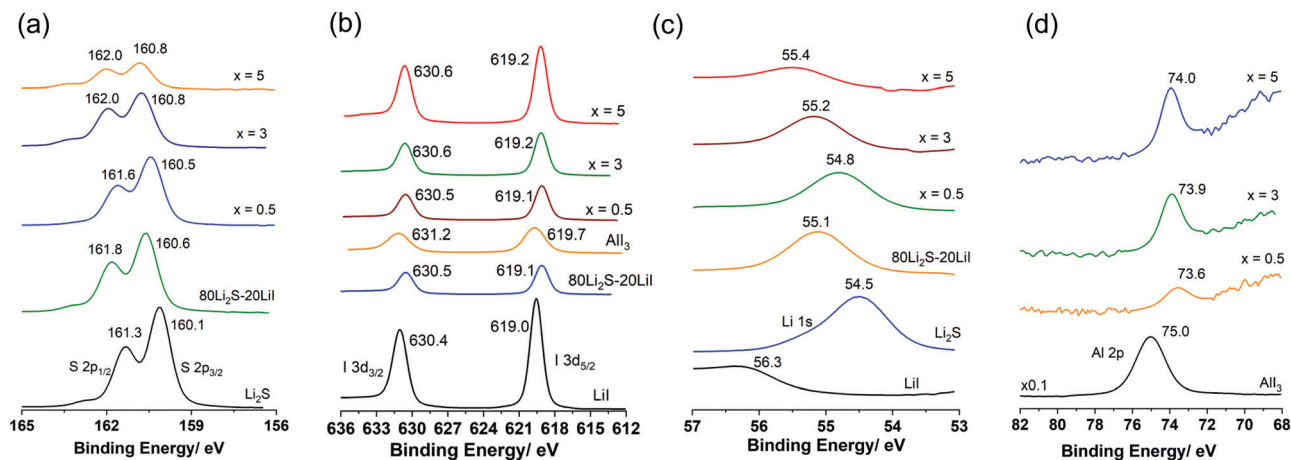 (a)
162.0
160.8
x = 5
162.0
160.8
x = 3
161.6
160.5
x = 0.5
161.8
160.6
80Li₂S-20LiI
161.3
160.1
S 2p₁/₂
S 2p₃/₂
Li₂S
165
162
159
156
Binding Energy/ eV
(b)
630.6
619.2
x = 5
630.6
619.2
x = 3
630.5
619.1
x = 0.5
631.2
619.7
AlI₃
630.5
619.1
80Li₂S-20LiI
630.4
619.0
I 3d₃/₂
I 3d₅/₂
LiI
636
633
630
627
624
621
618
615
612
Binding Energy/ eV
(c)
55.4
x = 5
55.2
x = 3
54.8
x = 0.5
55.1
80Li₂S-20LiI
54.5
Li 1s
Li₂S
56.3
LiI
57
56
55
54
53
Binding Energy/ eV
(d)
74.0
x = 5
73.9
x = 3
73.6
x = 0.5
75.0
Al 2p
x0.1
AlI₃
82
80
78
76
74
72
70
68
Binding Energy/ eV